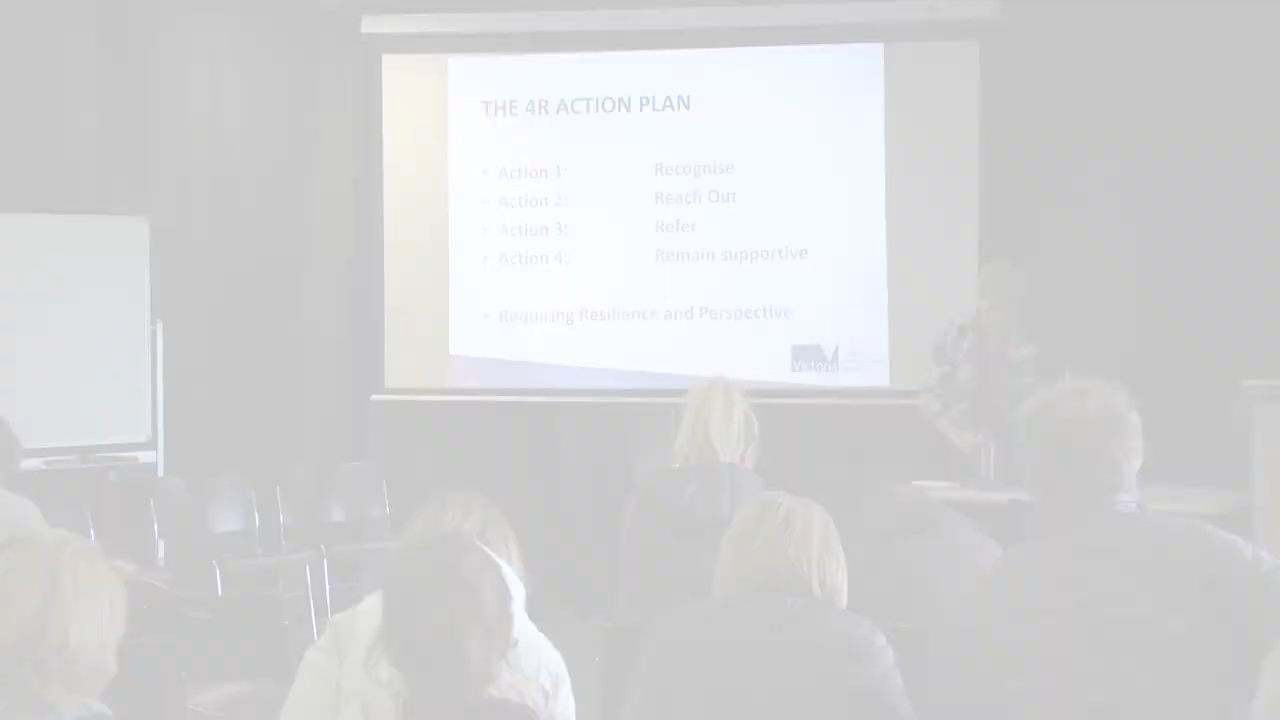 THE 4R ACTION PLAN
• Action 1: Recognise
• Action 2: Reach Out
• Action 3: Refer
• Action 4: Remain supportive
• Requiring Resilience and Perspective
Victoria